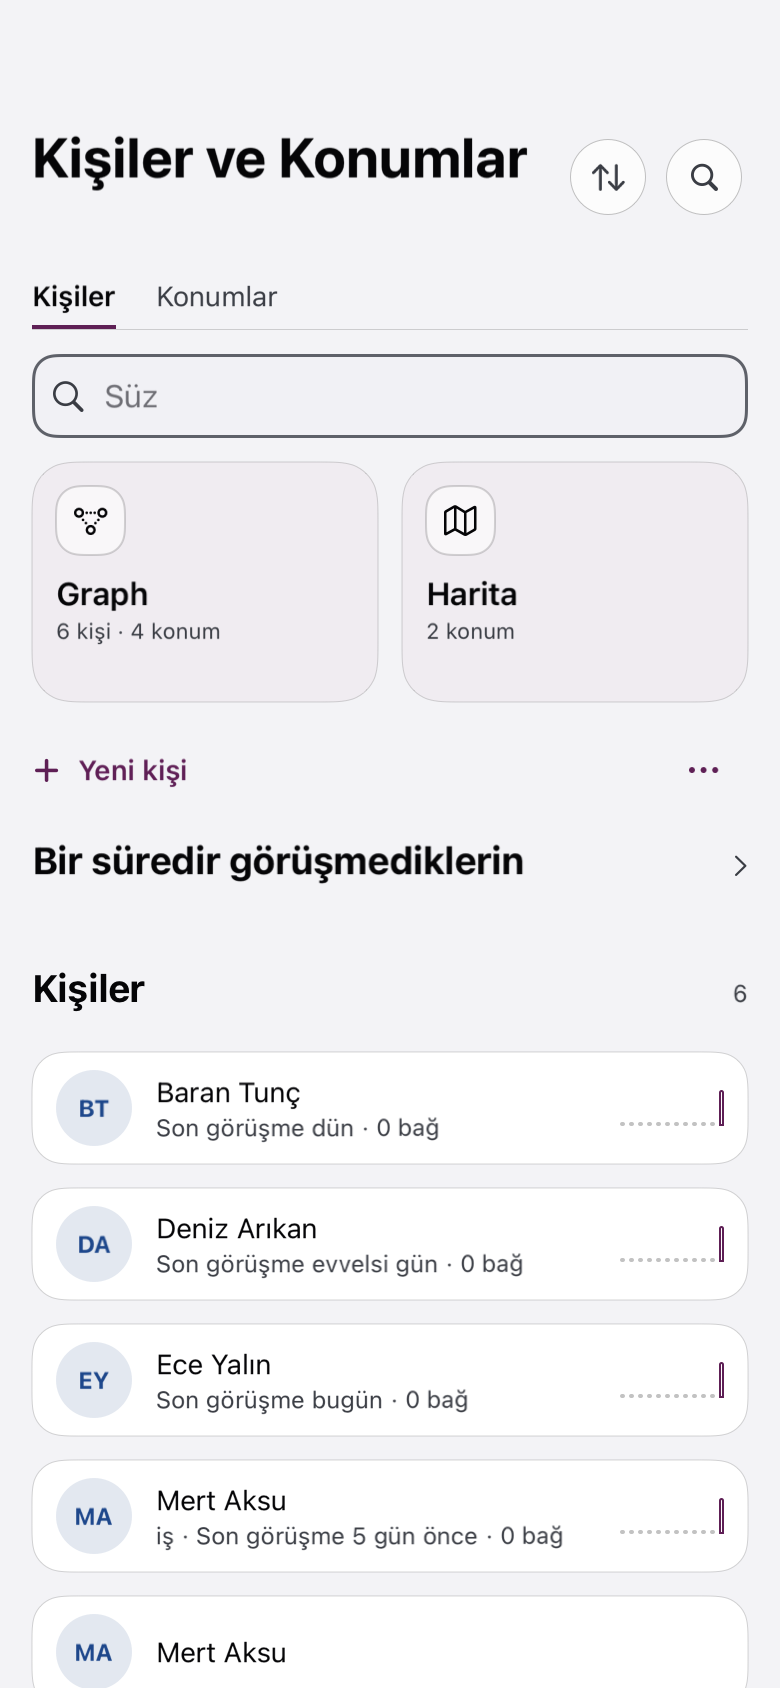 Kişiler ve Konumlar
Kişiler
Konumlar
Süz
Graph
6 kişi · 4 konum
Harita
2 konum
Yeni kişi
Bir süredir görüşmediklerin
Kişiler
6
BT
Baran Tunç
Son görüşme dün · 0 bağ
DA
Deniz Arıkan
Son görüşme evvelsi gün · 0 bağ
EY
Ece Yalın
Son görüşme bugün · 0 bağ
MA
Mert Aksu
iş · Son görüşme 5 gün önce · 0 bağ
MA
Mert Aksu